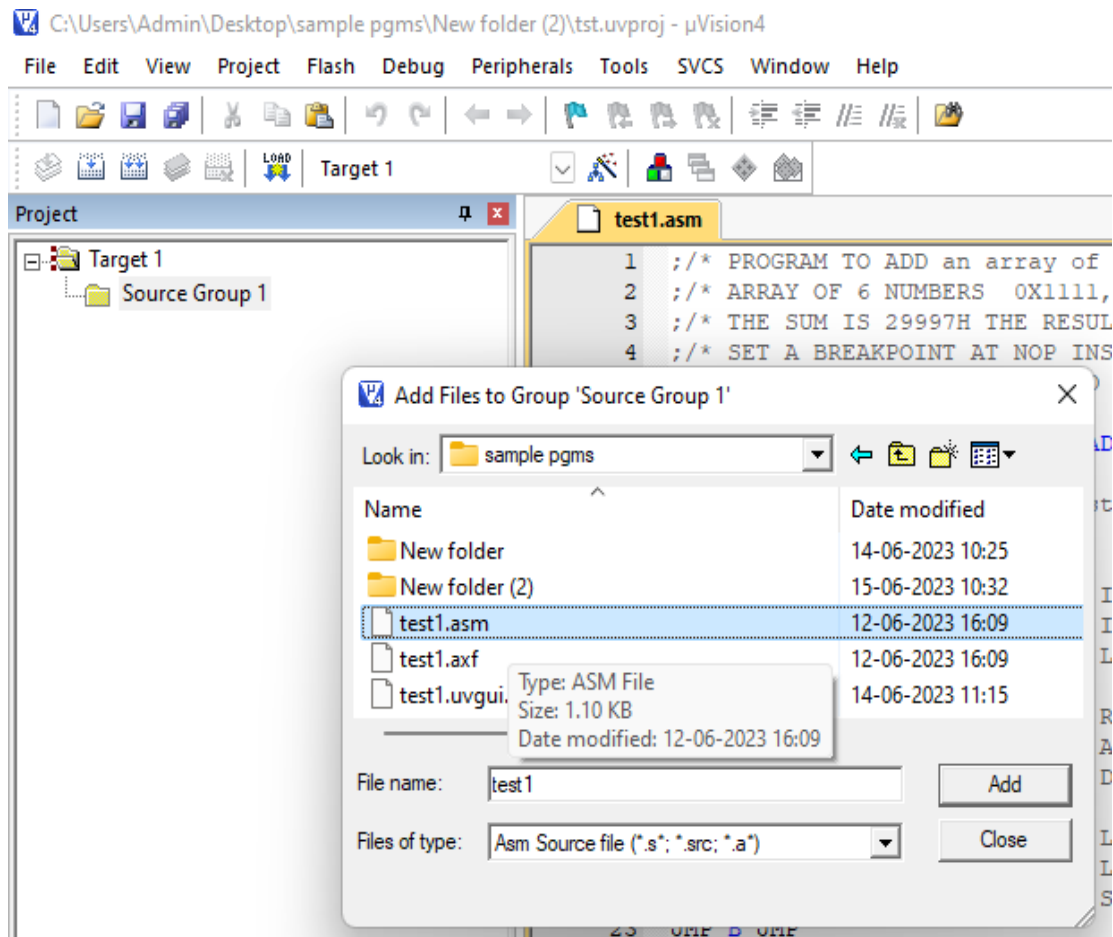 C:\Users\Admin\Desktop\sample pgms\New folder (2)\tst.uvproj - µVision4
File Edit View Project Flash Debug Peripherals Tools SVCS Window Help
LOAD Target 1
Project
test1.asm
Target 1
Source Group 1
1 ;/* PROGRAM TO ADD an array of
2 ;/* ARRAY OF 6 NUMBERS 0X1111,
3 ;/* THE SUM IS 29997H THE RESUL
4 ;/* SET A BREAKPOINT AT NOP INS
Add Files to Group 'Source Group 1'
Look in: sample pgms
Name Date modified
New folder 14-06-2023 10:25
New folder (2) 15-06-2023 10:32
test1.asm 12-06-2023 16:09
test1.axf 12-06-2023 16:09
test1.uvgui. 14-06-2023 11:15
Type: ASM File
Size: 1.10 KB
Date modified: 12-06-2023 16:09
File name: test1 Add
Files of type: Asm Source file (*.s*; *.src; *.a*) Close